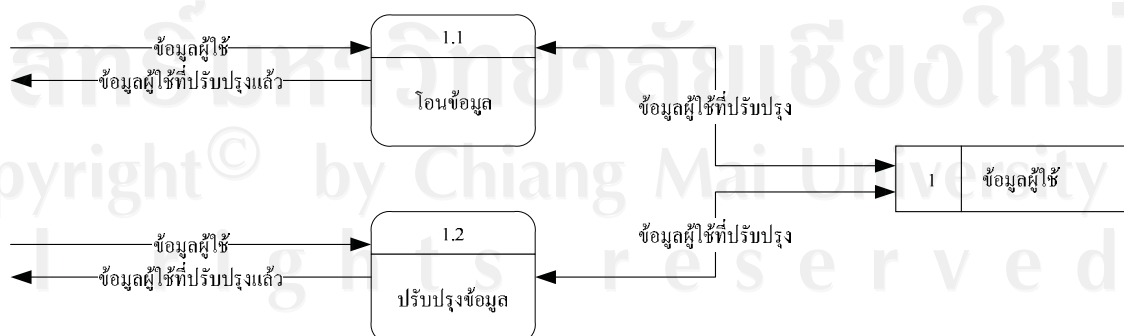 สิทธิ์มหาวิทยาลัยเชียงใหม่
pyright© by Chiang Mai University
l rights reserved
ข้อมูลผู้ใช้
ข้อมูลผู้ใช้ที่ปรับปรุงแล้ว
1.1
โอนข้อมูล
ข้อมูลผู้ใช้ที่ปรับปรุง
1 ข้อมูลผู้ใช้
ข้อมูลผู้ใช้ที่ปรับปรุง
ข้อมูลผู้ใช้
ข้อมูลผู้ใช้ที่ปรับปรุงแล้ว
1.2
ปรับปรุงข้อมูล